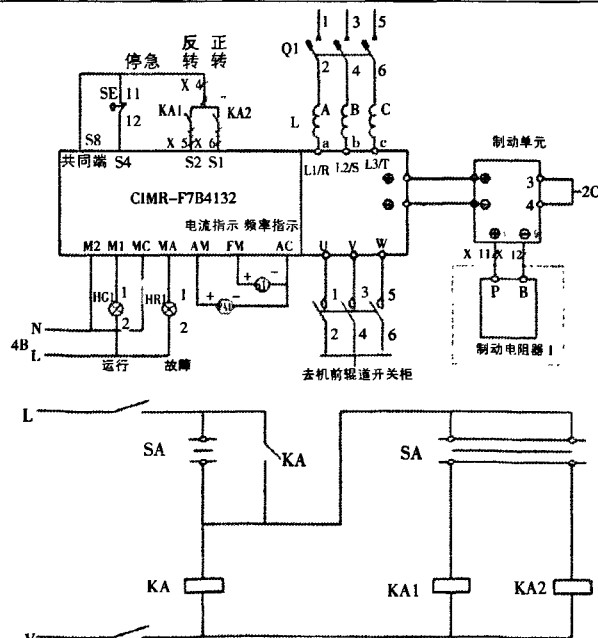 1 3 5
反 正
停急 转 转
Q1
2 4 6
X 4
SE 11
KA1 KA2
12
L A B C
X 5 X 6
a b c
S8 S4 S2 S1
共同端
L1/R L2/S L3/T
制动单元
CIMR-F7B4132
3
4
2C
电流指示 频率指示
M2 M1 MC MA AM FM AC
U V W
X 11 X 12
P B
HG1 1 HR1 1
+ -
+ -
1 3 5
N 2 2
2 4 6
4B
L
运行 故障
制动电阻器 1
去机前辊道开关柜
L
SA KA SA
KA KA1 KA2